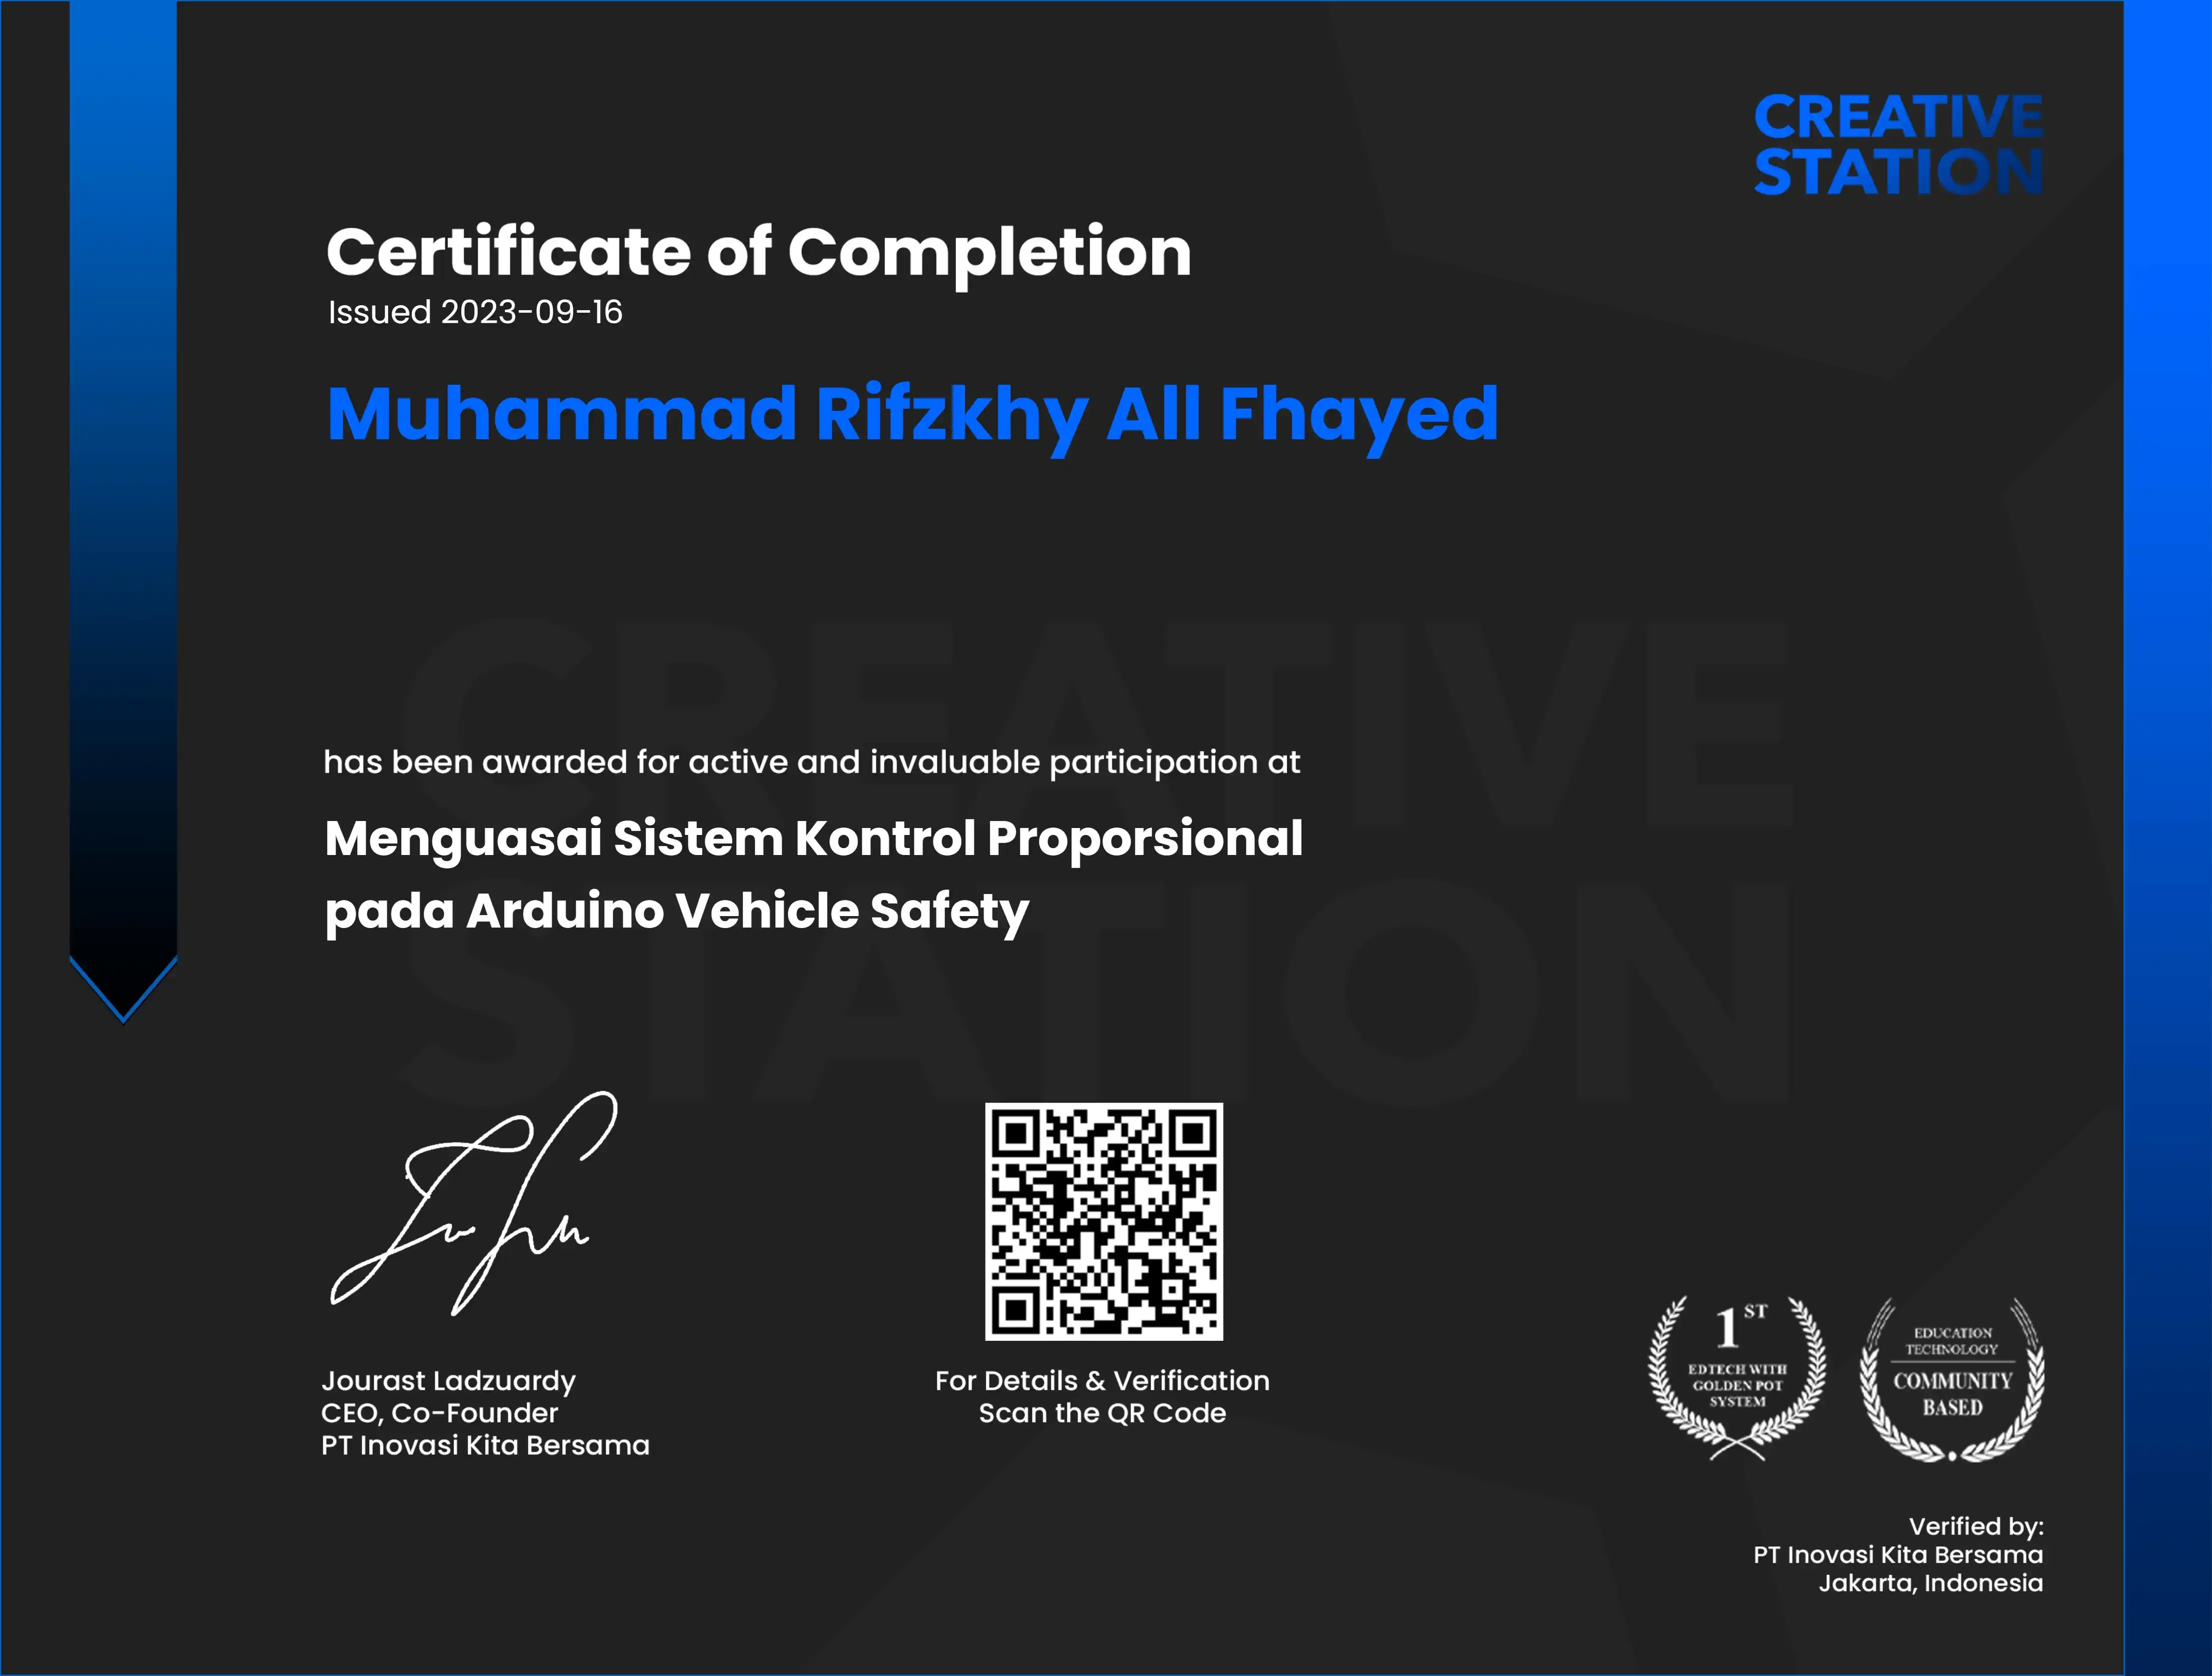 CREATIVE
STATION
Certificate of Completion
Issued 2023-09-16
Muhammad Rifzkhy All Fhayed
CREATIVE
STATION
has been awarded for active and invaluable participation at
Menguasai Sistem Kontrol Proporsional
pada Arduino Vehicle Safety
Jourast Ladzuardy
CEO, Co-Founder
PT Inovasi Kita Bersama
For Details & Verification
Scan the QR Code
1ST
EDTECH WITH
GOLDEN POT
SYSTEM
EDUCATION
TECHNOLOGY
COMMUNITY
BASED
Verified by:
PT Inovasi Kita Bersama
Jakarta, Indonesia